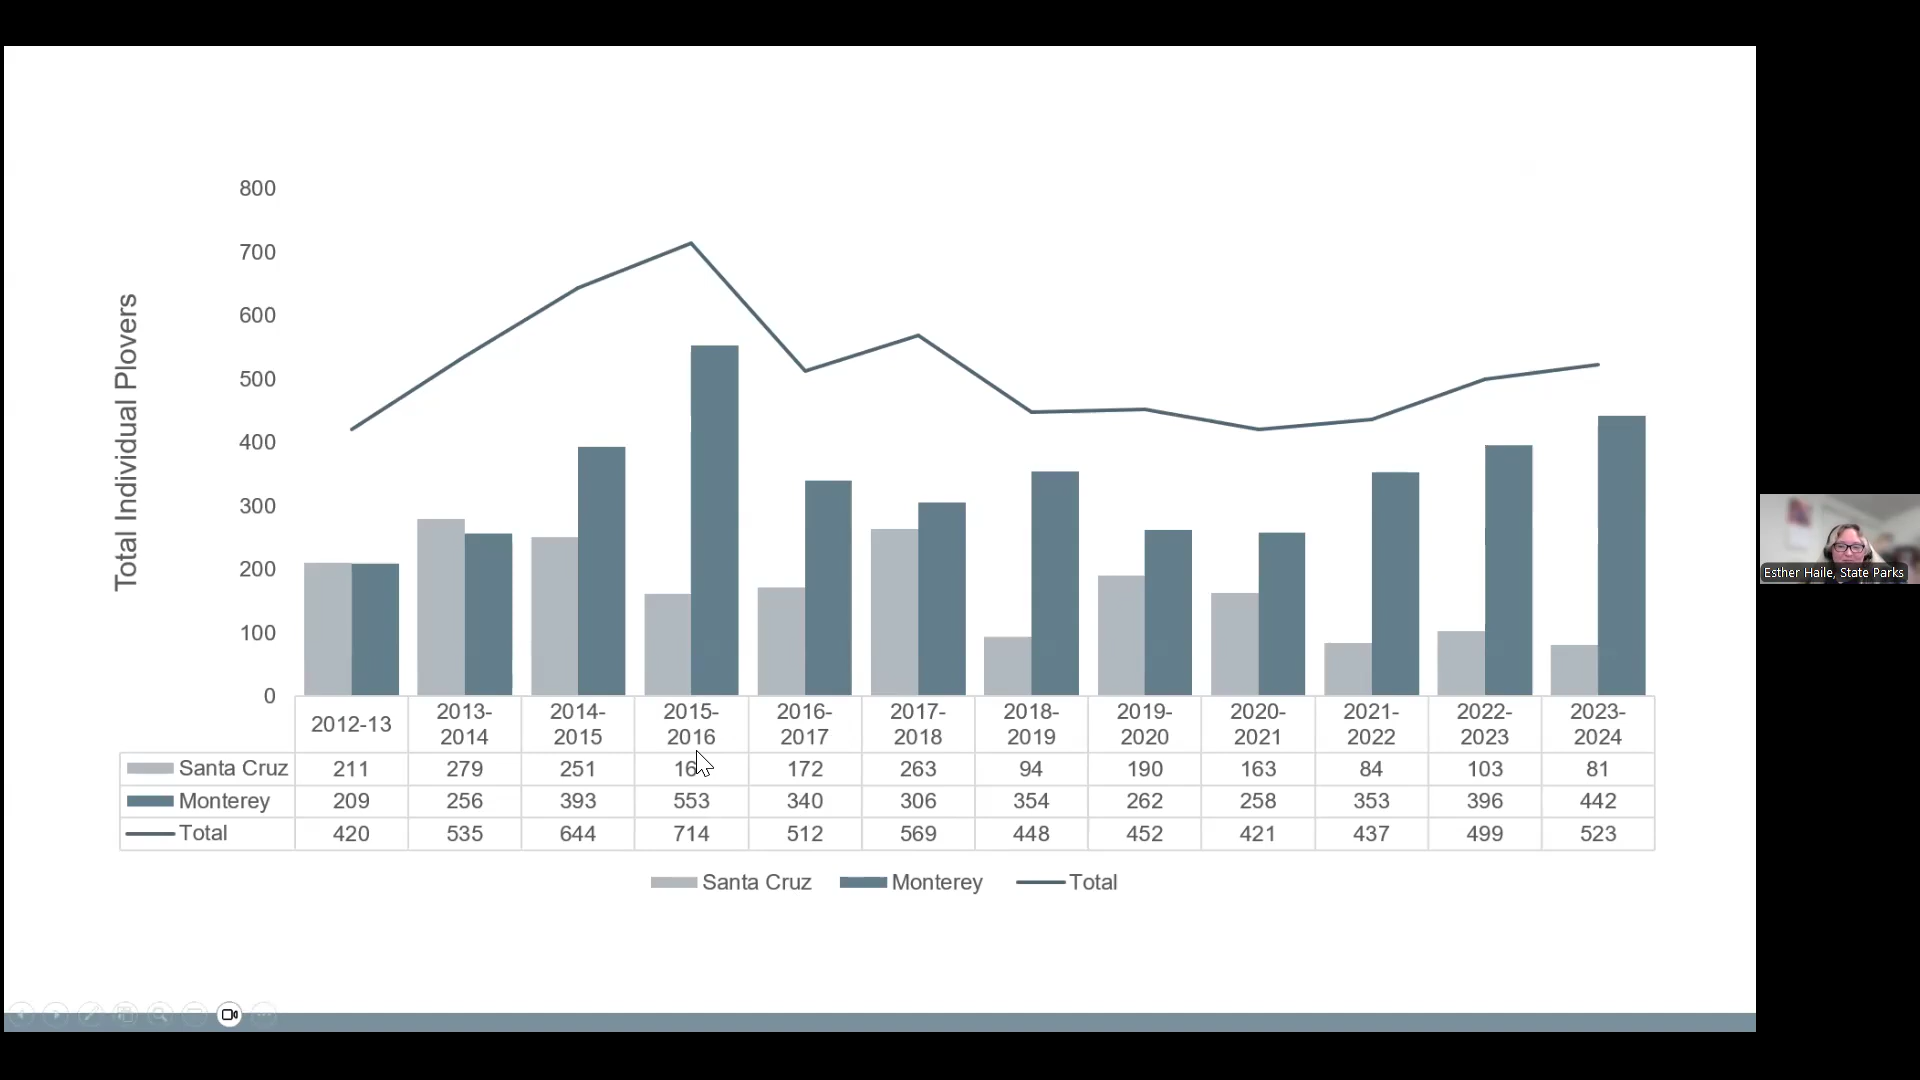 800
700
600
500
400
300
200
100
0
Total Individual Plovers
2012-13 2013-2014 2014-2015 2015-2016 2016-2017 2017-2018 2018-2019 2019-2020 2020-2021 2021-2022 2022-2023 2023-2024
Santa Cruz 211 279 251 172 263 94 190 163 84 103 81
Monterey 209 256 393 553 340 306 354 262 258 353 396 442
Total 420 535 644 714 512 569 448 452 421 437 499 523
Santa Cruz Monterey Total
Esther Haile, State Parks